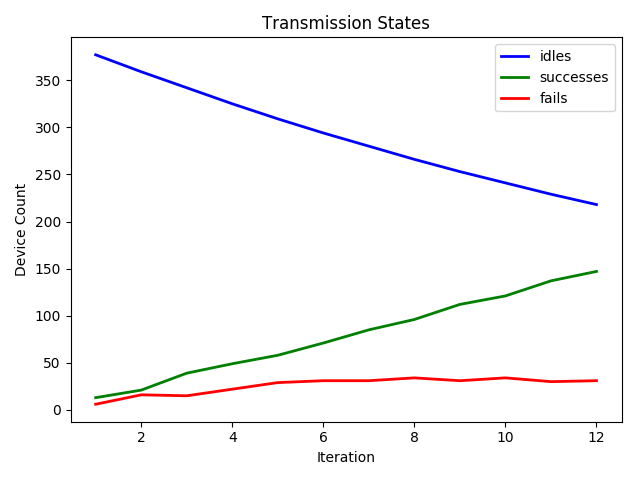 Transmission States
idles
successes
fails
Device Count
350
300
250
200
150
100
50
0
2 4 6 8 10 12
Iteration